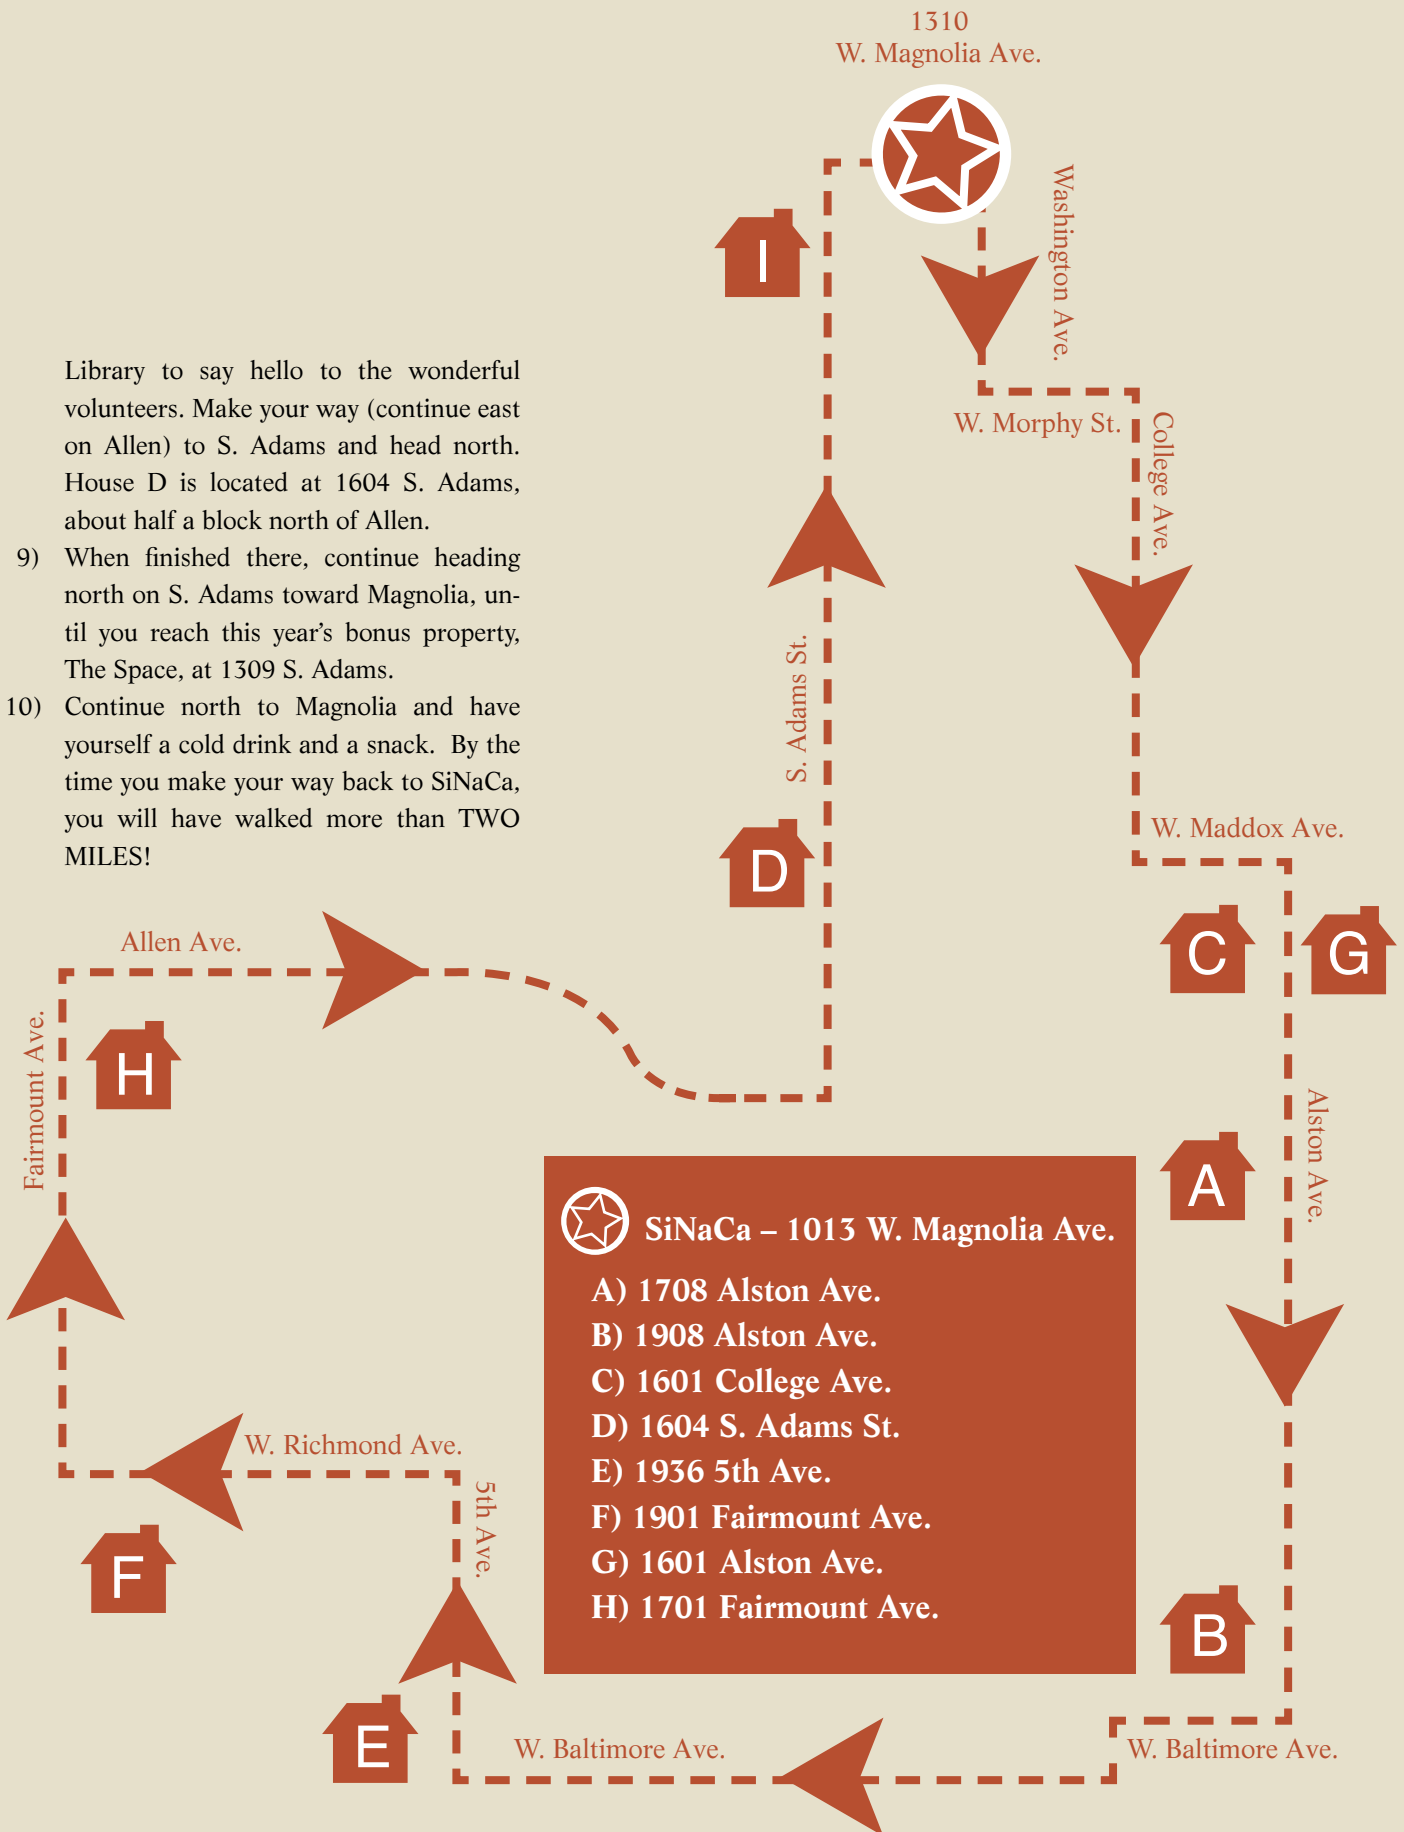 1310
W. Magnolia Ave.
Washington Ave.
I
Library to say hello to the wonderful
volunteers. Make your way (continue east
on Allen) to S. Adams and head north.
House D is located at 1604 S. Adams,
about half a block north of Allen.
9) When finished there, continue heading
north on S. Adams toward Magnolia, un-
til you reach this year's bonus property,
The Space, at 1309 S. Adams.
10) Continue north to Magnolia and have
yourself a cold drink and a snack. By the
time you make your way back to SiNaCa,
you will have walked more than TWO
MILES!
W. Morphy St.
College Ave.
S. Adams St.
W. Maddox Ave.
D
Allen Ave.
C
G
Fairmount Ave.
H
Alston Ave.
A
SiNaCa – 1013 W. Magnolia Ave.
A) 1708 Alston Ave.
B) 1908 Alston Ave.
C) 1601 College Ave.
D) 1604 S. Adams St.
E) 1936 5th Ave.
F) 1901 Fairmount Ave.
G) 1601 Alston Ave.
H) 1701 Fairmount Ave.
W. Richmond Ave.
5th Ave.
F
B
E
W. Baltimore Ave.
W. Baltimore Ave.